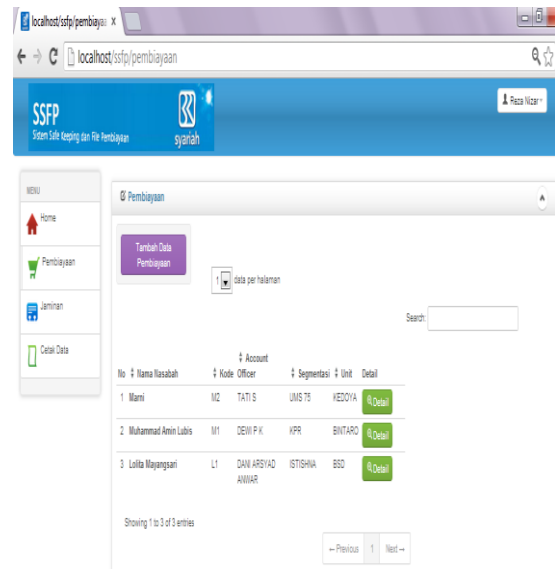 localhost/ssfp/pembiayaa x
localhost/ssfp/pembiayaan
SSFP
Sistem Safe Keeping dan File Pembiayaan
syariah
Reza Nizar
MENU
Home
Pembiayaan
Jaminan
Cetak Data
Pembiayaan
Tambah Data
Pembiayaan
1 data per halaman
Search:
No Nama Nasabah Kode Account Officer Segmentasi Unit Detail
1 Marni M2 TATI S UMS 75 KEDOYA Detail
2 Muhammad Amin Lubis M1 DEWI P K KPR BINTARO Detail
3 Lolita Mayangsari L1 DANI ARSYAD ANWAR ISTISHNA BSD Detail
Showing 1 to 3 of 3 entries
← Previous 1 Next →